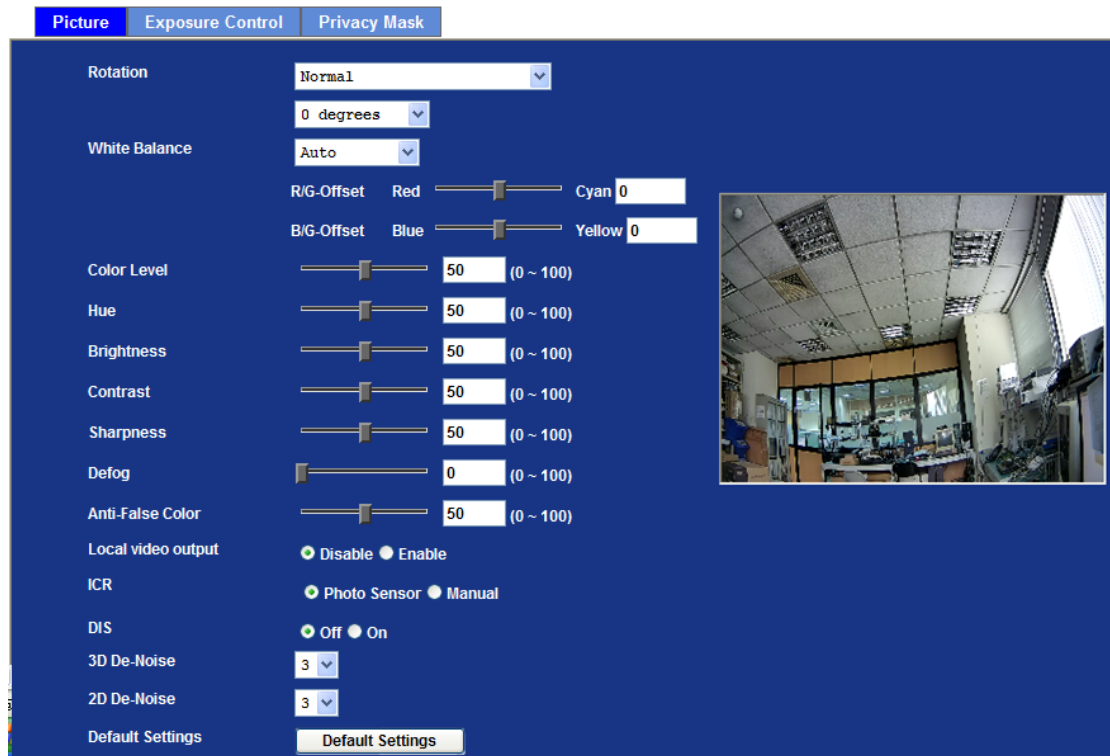 Picture Exposure Control Privacy Mask
Rotation Normal
0 degrees
White Balance Auto
R/G-Offset Red Cyan 0
B/G-Offset Blue Yellow 0
Color Level 50 (0 ~ 100)
Hue 50 (0 ~ 100)
Brightness 50 (0 ~ 100)
Contrast 50 (0 ~ 100)
Sharpness 50 (0 ~ 100)
Defog 0 (0 ~ 100)
Anti-False Color 50 (0 ~ 100)
Local video output Disable Enable
ICR Photo Sensor Manual
DIS Off On
3D De-Noise 3
2D De-Noise 3
Default Settings Default Settings